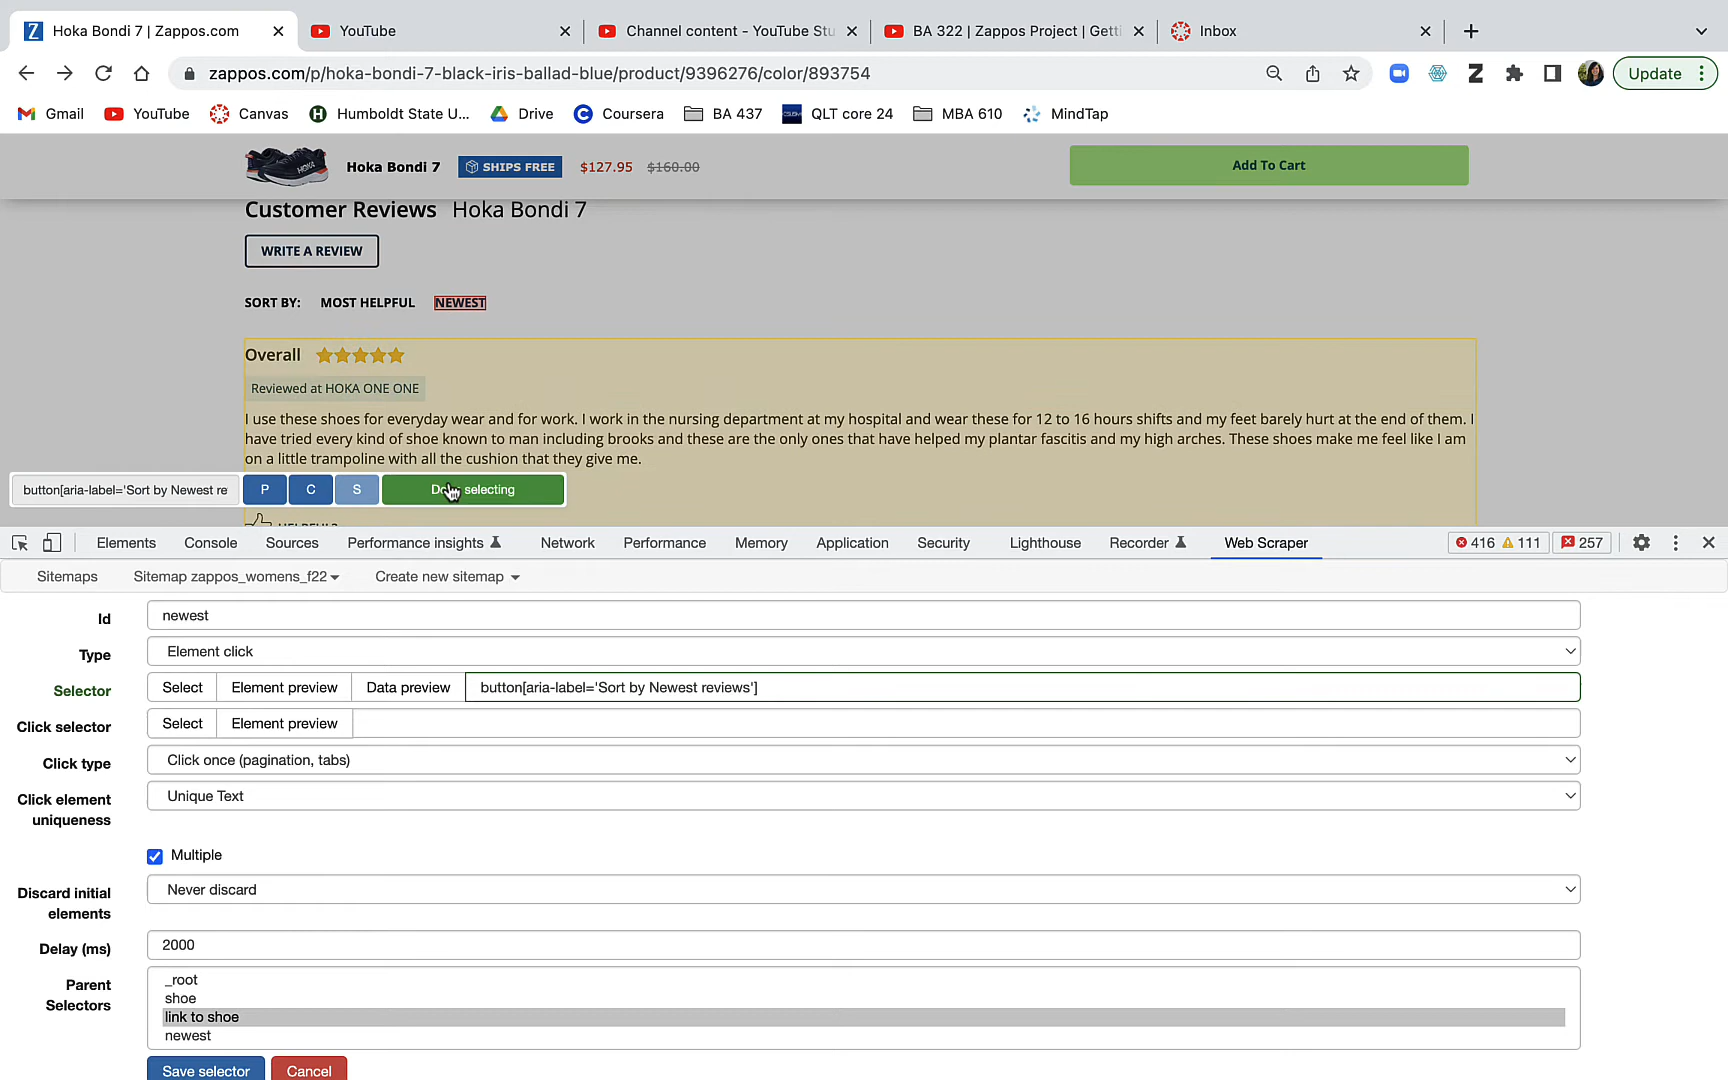 Hoka Bondi 7 | Zappos.com
YouTube
Channel content - YouTube Stu
BA 322 | Zappos Project | Getti
Inbox
zappos.com/p/hoka-bondi-7-black-iris-ballad-blue/product/9396276/color/893754
Z
Update
Gmail
YouTube
Canvas
Humboldt State U...
Drive
Coursera
BA 437
QLT core 24
MBA 610
MindTap
Hoka Bondi 7
SHIPS FREE
$127.95
$160.00
Add To Cart
Customer Reviews Hoka Bondi 7
WRITE A REVIEW
SORT BY: MOST HELPFUL NEWEST
Overall
Reviewed at HOKA ONE ONE
I use these shoes for everyday wear and for work. I work in the nursing department at my hospital and wear these for 12 to 16 hours shifts and my feet barely hurt at the end of them. I
have tried every kind of shoe known to man including brooks and these are the only ones that have helped my plantar fascitis and my high arches. These shoes make me feel like I am
on a little trampoline with all the cushion that they give me.
button[aria-label='Sort by Newest re
P
C
S
selecting
Elements
Console
Sources
Performance insights
Network
Performance
Memory
Application
Security
Lighthouse
Recorder
Web Scraper
416
111
257
Sitemaps
Sitemap zappos_womens_f22
Create new sitemap
Id
newest
Type
Element click
Selector
Select
Element preview
Data preview
button[aria-label='Sort by Newest reviews']
Click selector
Select
Element preview
Click type
Click once (pagination, tabs)
Click element
uniqueness
Unique Text
Multiple
Discard initial
elements
Never discard
Delay (ms)
2000
Parent
Selectors
_root
shoe
link to shoe
newest
Save selector
Cancel